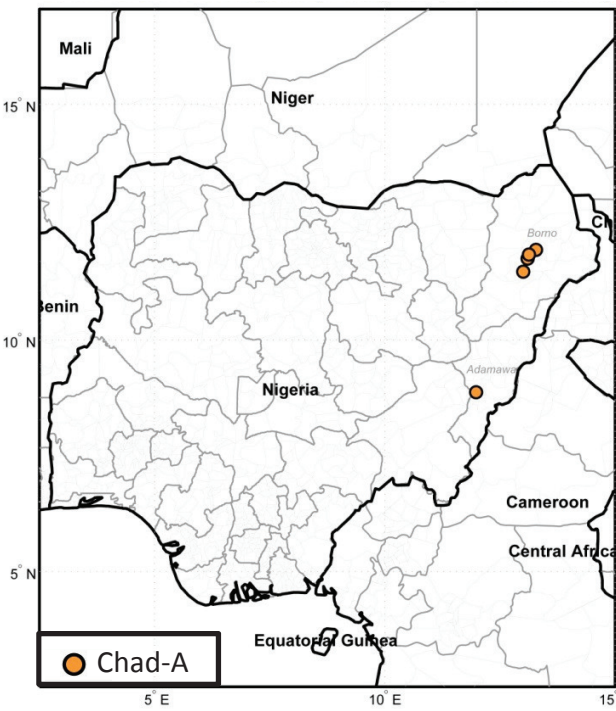 Mali
15° N
Niger
Borno
Ch
Benin
10° N
Adamawa
Nigeria
Cameroon
Central Africa
5° N
Equatorial Guinea
Chad-A
5° E
10° E
15